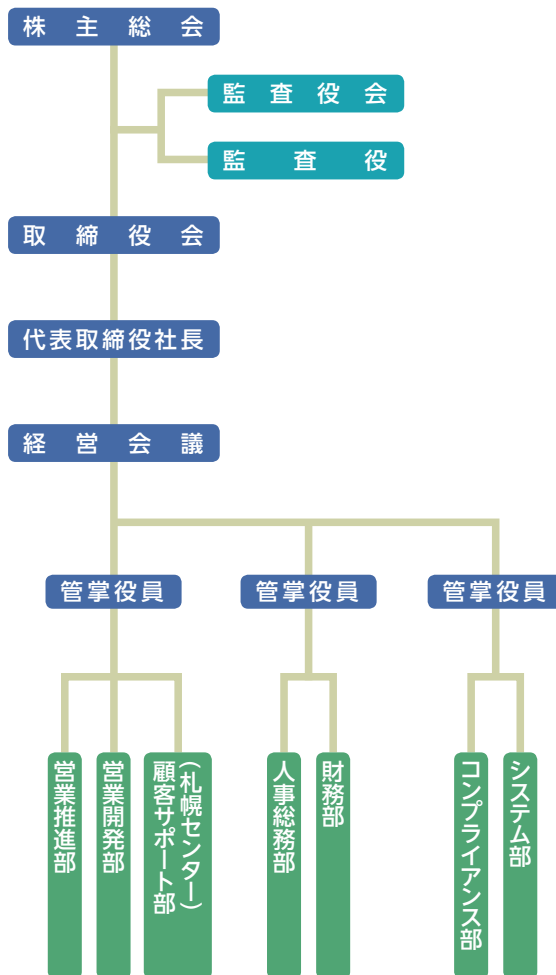 株主総会
監査役会
監査役
取締役会
代表取締役社長
経営会議
管掌役員
管掌役員
管掌役員
営業推進部
営業開発部
顧客サポート部
(札幌センター)
人事総務部
財務部
コンプライアンス部
システム部